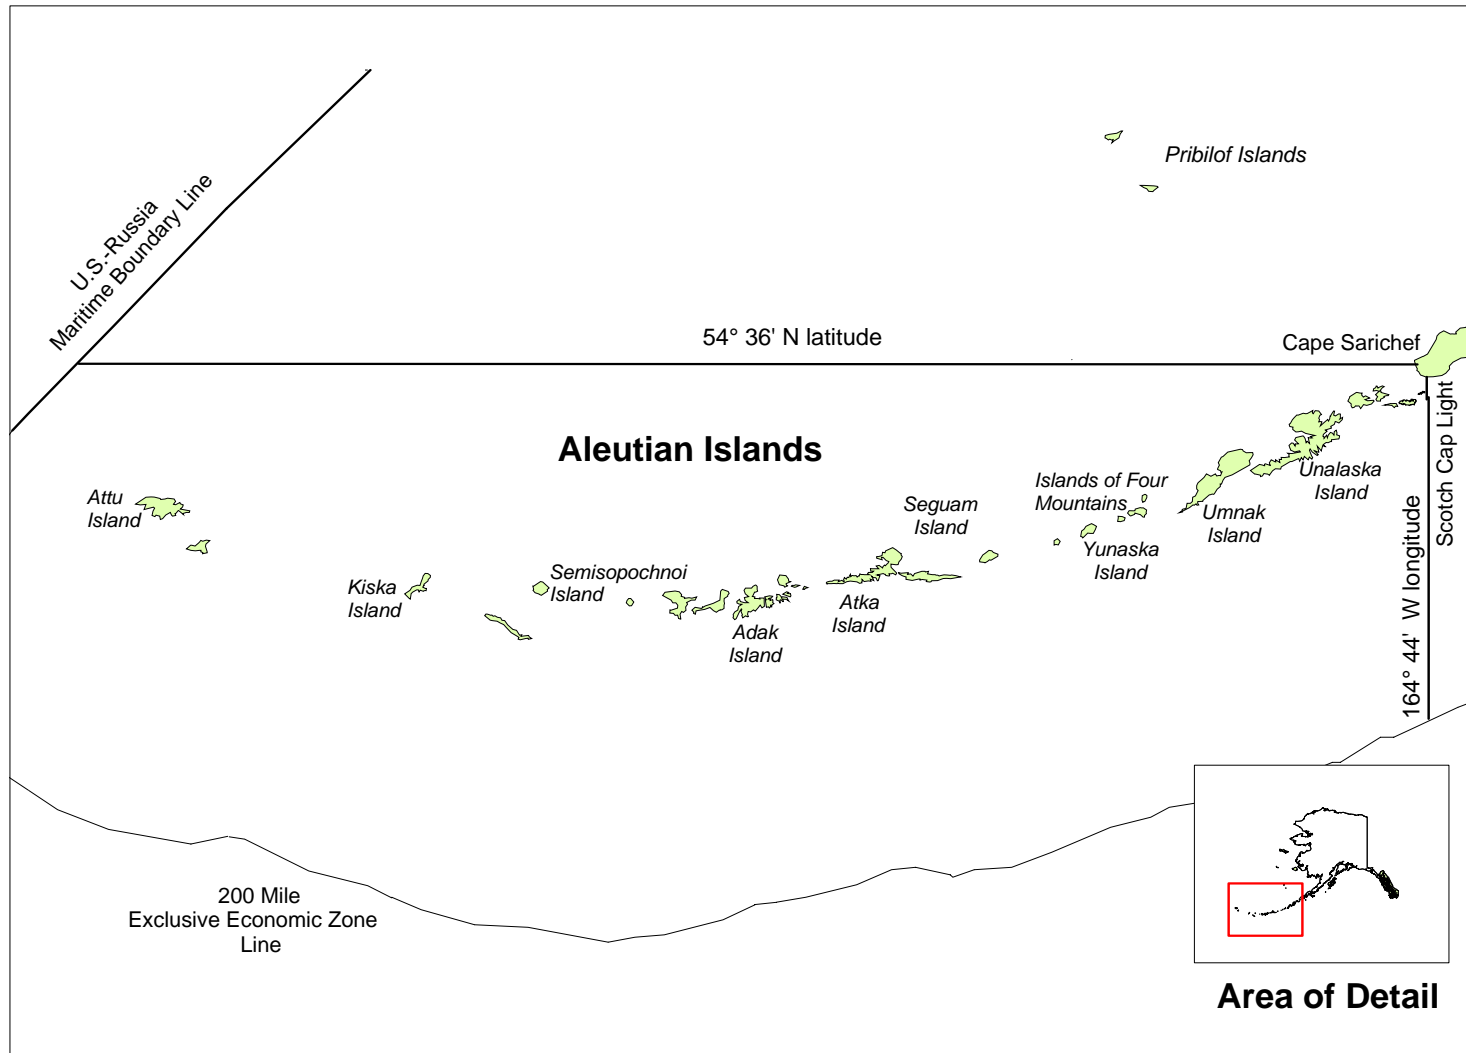 Pribilof Islands
U.S.-Russia
Maritime Boundary Line
54° 36' N latitude
Cape Sarichef
Aleutian Islands
Attu
Island
Kiska
Island
Semisopochnoi
Island
Adak
Island
Atka
Island
Seguam
Island
Islands of Four
Mountains
Yunaska
Island
Umnak
Island
Unalaska
Island
164° 44' W longitude
Scotch Cap Light
200 Mile
Exclusive Economic Zone
Line
Area of Detail